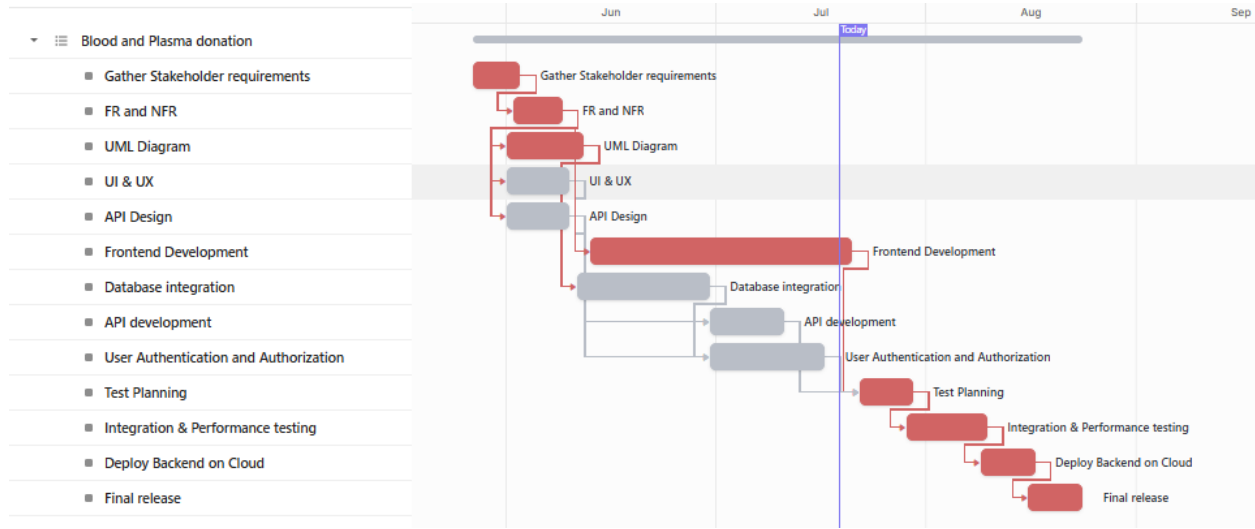 Jun Jul Aug Sep
Today
Blood and Plasma donation
Gather Stakeholder requirements Gather Stakeholder requirements
FR and NFR FR and NFR
UML Diagram UML Diagram
UI & UX UI & UX
API Design API Design
Frontend Development Frontend Development
Database integration Database integration
API development API development
User Authentication and Authorization User Authentication and Authorization
Test Planning Test Planning
Integration & Performance testing Integration & Performance testing
Deploy Backend on Cloud Deploy Backend on Cloud
Final release Final release